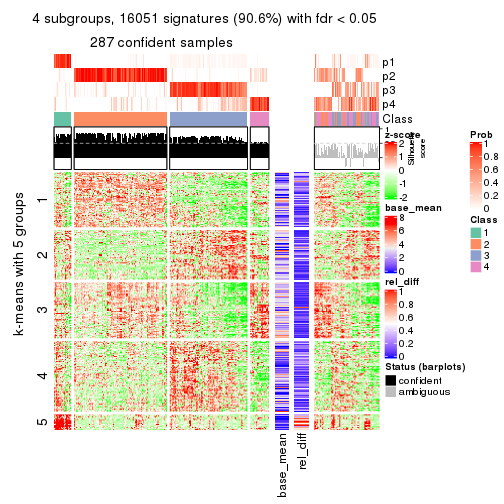 4 subgroups, 16051 signatures (90.6%) with fdr < 0.05
287 confident samples
p1
p2
p3
p4
Class
1
Silhouette
score
k-means with 5 groups
1
2
3
4
5
base_mean
rel_diff
z-score
2
1
0
-1
-2
base_mean
8
6
4
2
0
rel_diff
1
0.8
0.6
0.4
0.2
0
Status (barplots)
confident
ambiguous
Prob
1
0.8
0.6
0.4
0.2
0
Class
1
2
3
4